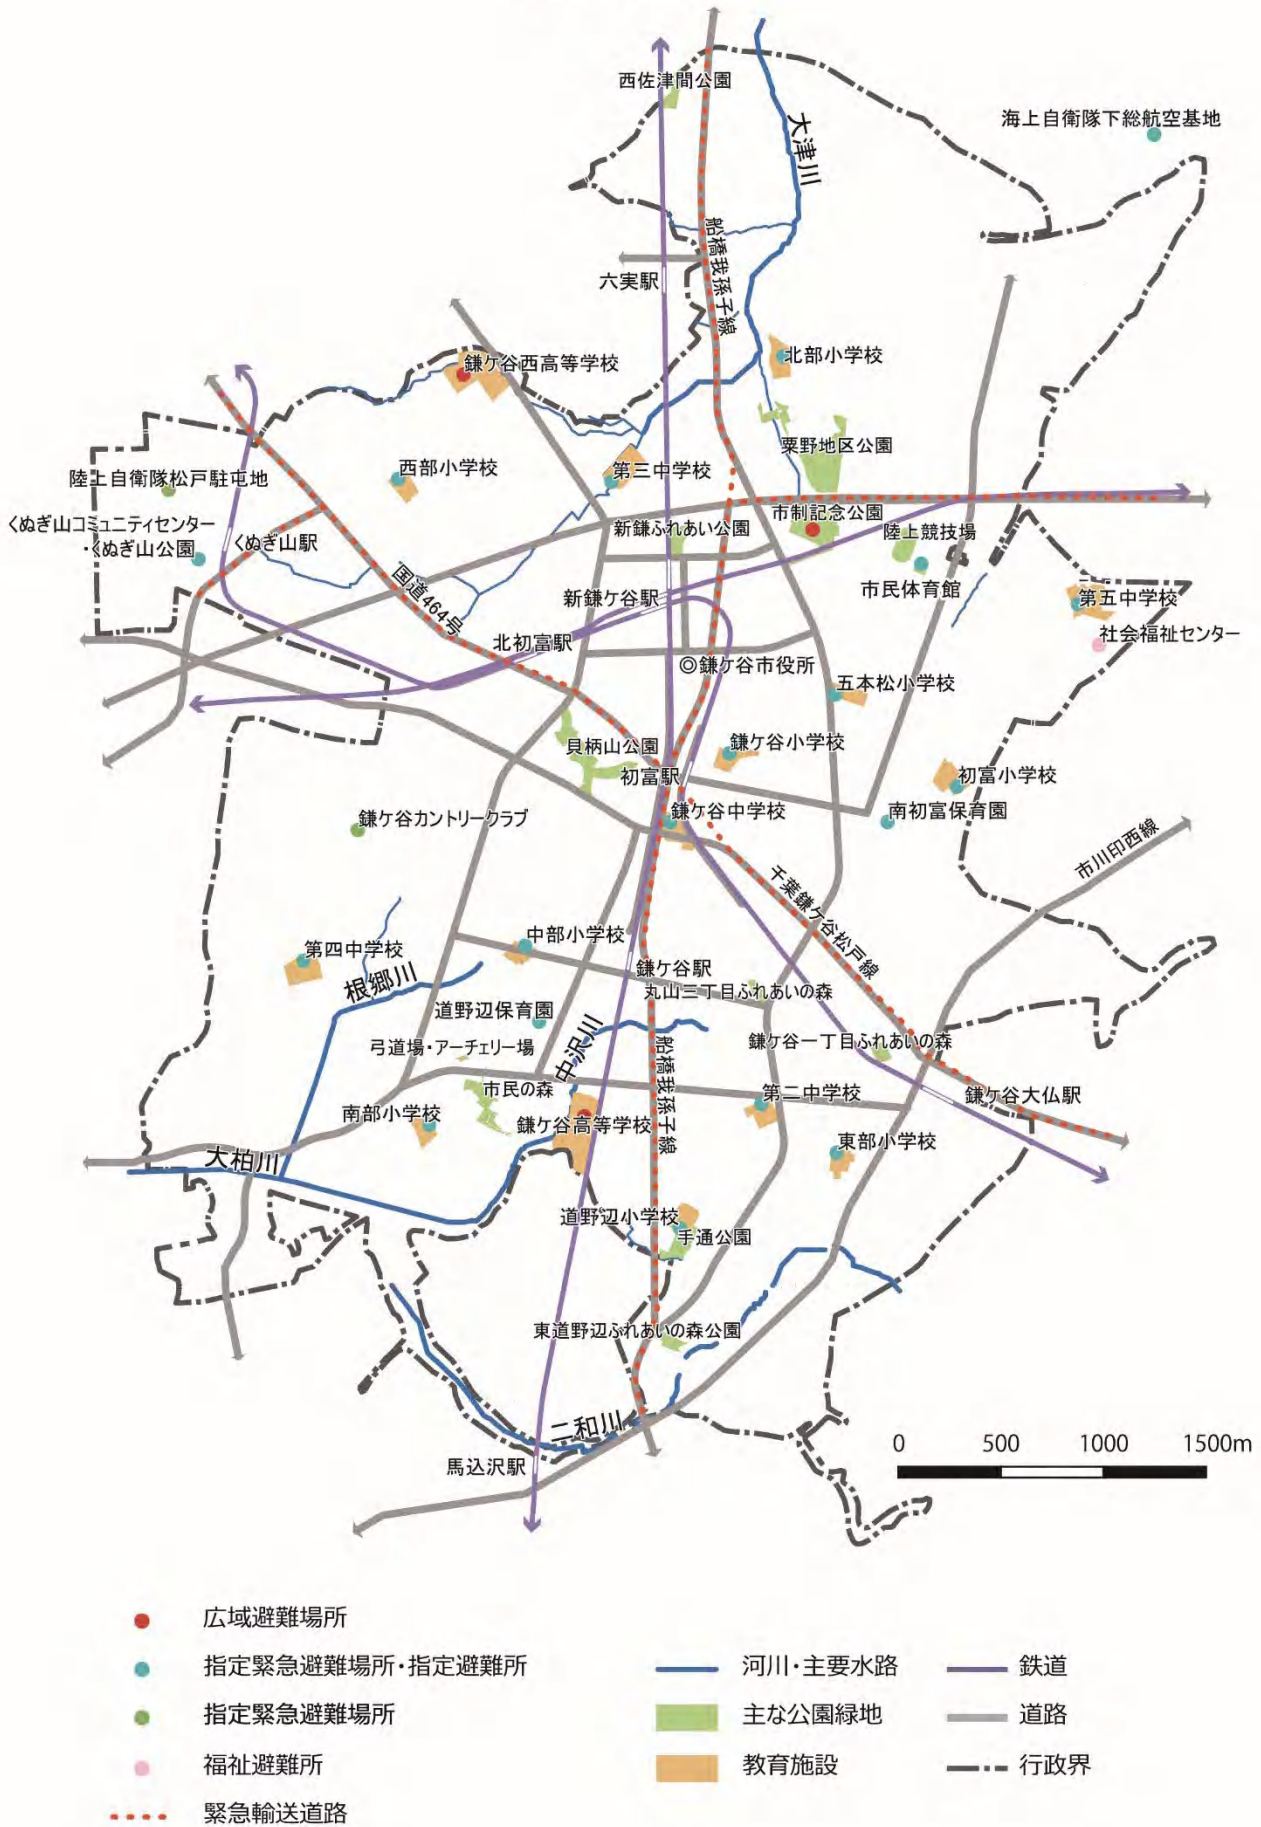 西佐津間公園
海上自衛隊下総航空基地
大津川
船橋我孫子線
六実駅
北部小学校
鎌ケ谷西高等学校
粟野地区公園
西部小学校
第三中学校
陸上自衛隊松戸駐屯地
市制記念公園
くぬぎ山コミュニティセンター
・くぬぎ山公園
くぬぎ山駅
新鎌ふれあい公園
陸上競技場
国道464号
新鎌ケ谷駅
市民体育館
第五中学校
北初富駅
社会福祉センター
◎鎌ケ谷市役所
五本松小学校
貝柄山公園
鎌ケ谷小学校
初富駅
初富小学校
鎌ケ谷カントリークラブ
鎌ケ谷中学校
南初富保育園
市川印西線
千葉鎌ケ谷松戸線
中部小学校
第四中学校
鎌ケ谷駅
根郷川
丸山三丁目ふれあいの森
道野辺保育園
中沢川
弓道場・アーチェリー場
鎌ケ谷一丁目ふれあいの森
船橋我孫子線
市民の森
第二中学校
鎌ケ谷大仏駅
南部小学校
鎌ケ谷高等学校
東部小学校
大柏川
道野辺小学校
手通公園
東道野辺ふれあいの森公園
二和川
馬込沢駅
0 500 1000 1500m
広域避難場所
指定緊急避難場所・指定避難所
河川・主要水路
鉄道
指定緊急避難場所
主な公園緑地
道路
福祉避難所
教育施設
行政界
緊急輸送道路